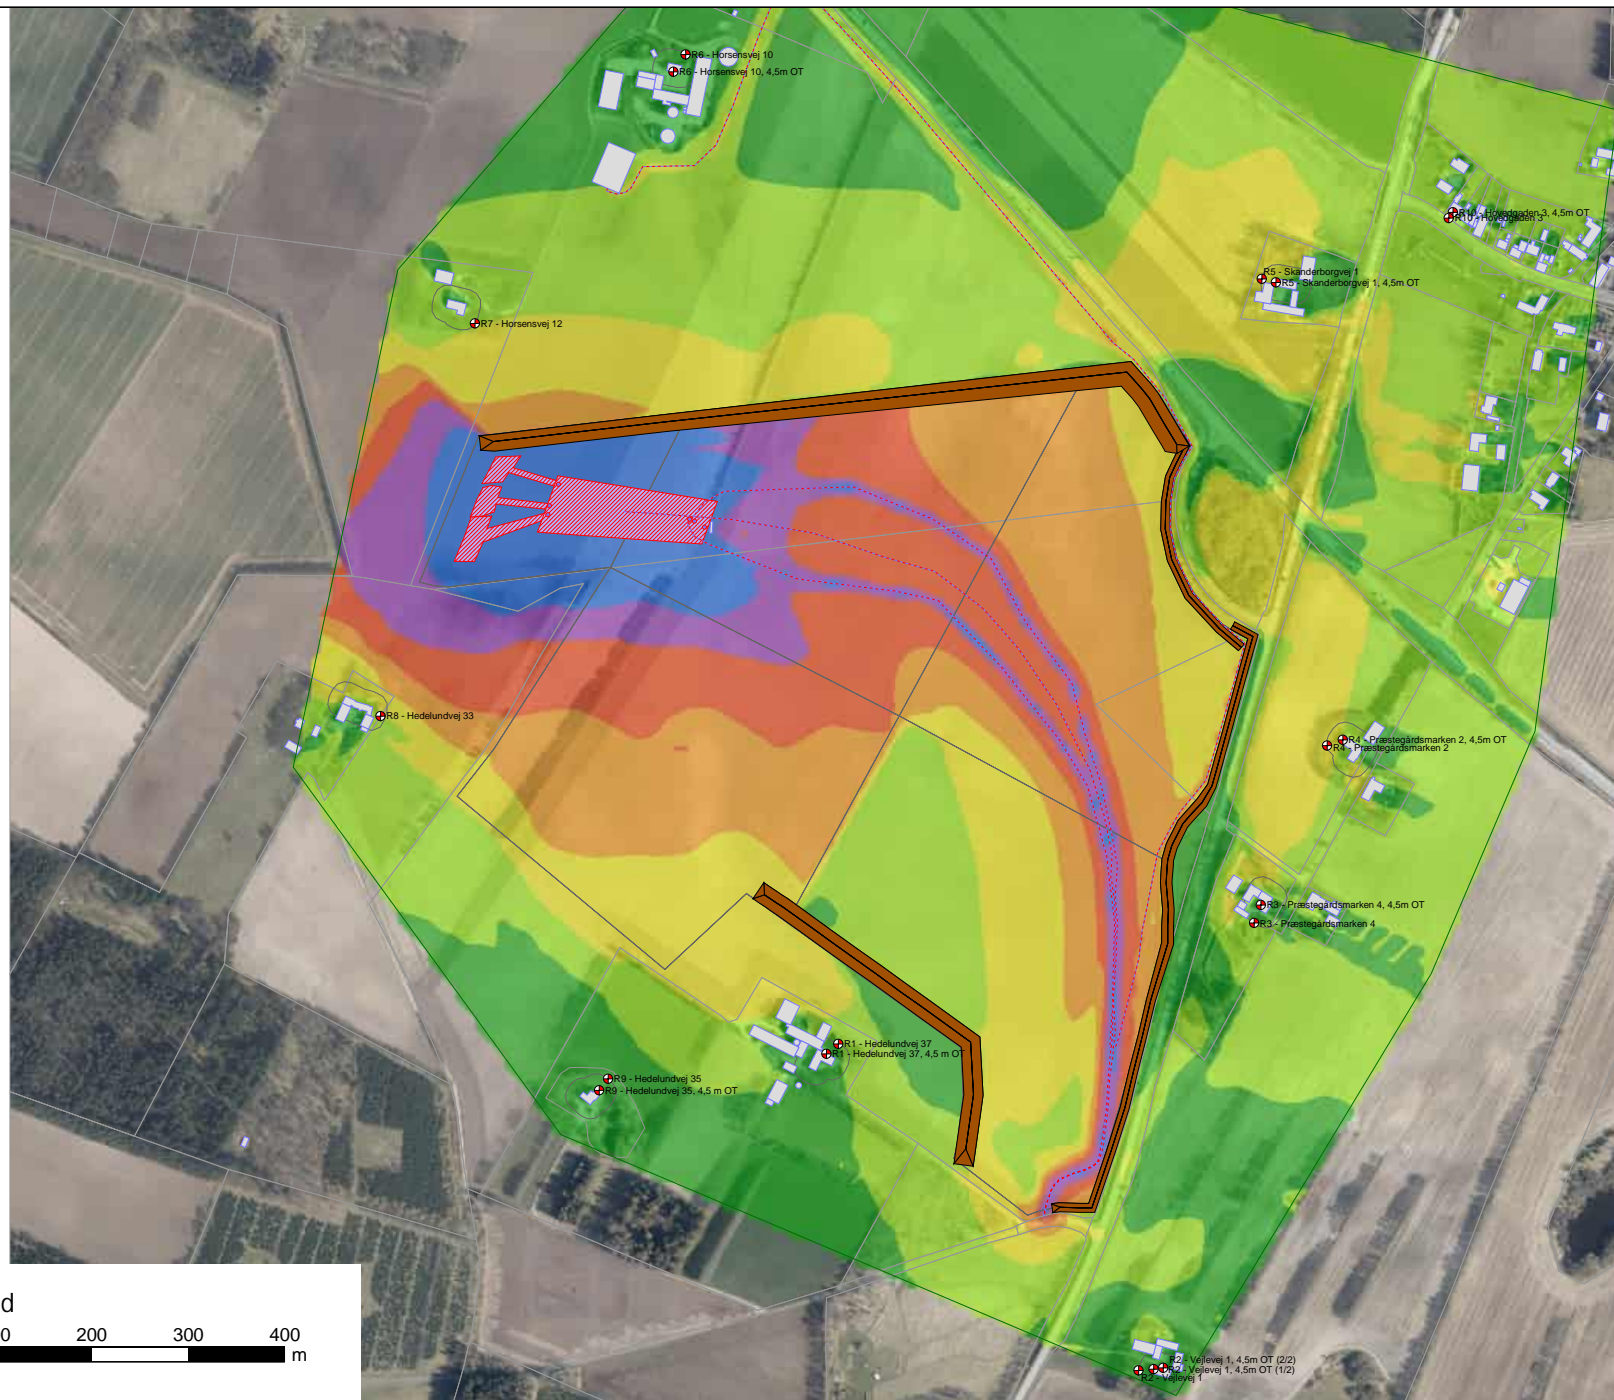 R6 - Horsensvej 10
R6 - Horsensvej 10, 4,5m OT
R10 - Hovedgaden 3, 4,5m OT
R10 - Hovedgaden 3
R5 - Skanderborgvej 1
R5 - Skanderborgvej 1, 4,5m OT
R7 - Horsensvej 12
R8 - Hedelundvej 33
R4 - Præstegårdsmarken 2, 4,5m OT
R4 - Præstegårdsmarken 2
R3 - Præstegårdsmarken 4, 4,5m OT
R3 - Præstegårdsmarken 4
R1 - Hedelundvej 37
R1 - Hedelundvej 37, 4,5 m OT
R9 - Hedelundvej 35
R9 - Hedelundvej 35, 4,5 m OT
d
0 200 300 400
m
R2 - Vejlevej 1, 4,5m OT (2/2)
R2 - Vejlevej 1, 4,5m OT (1/2)
R2 - Vejlevej 1